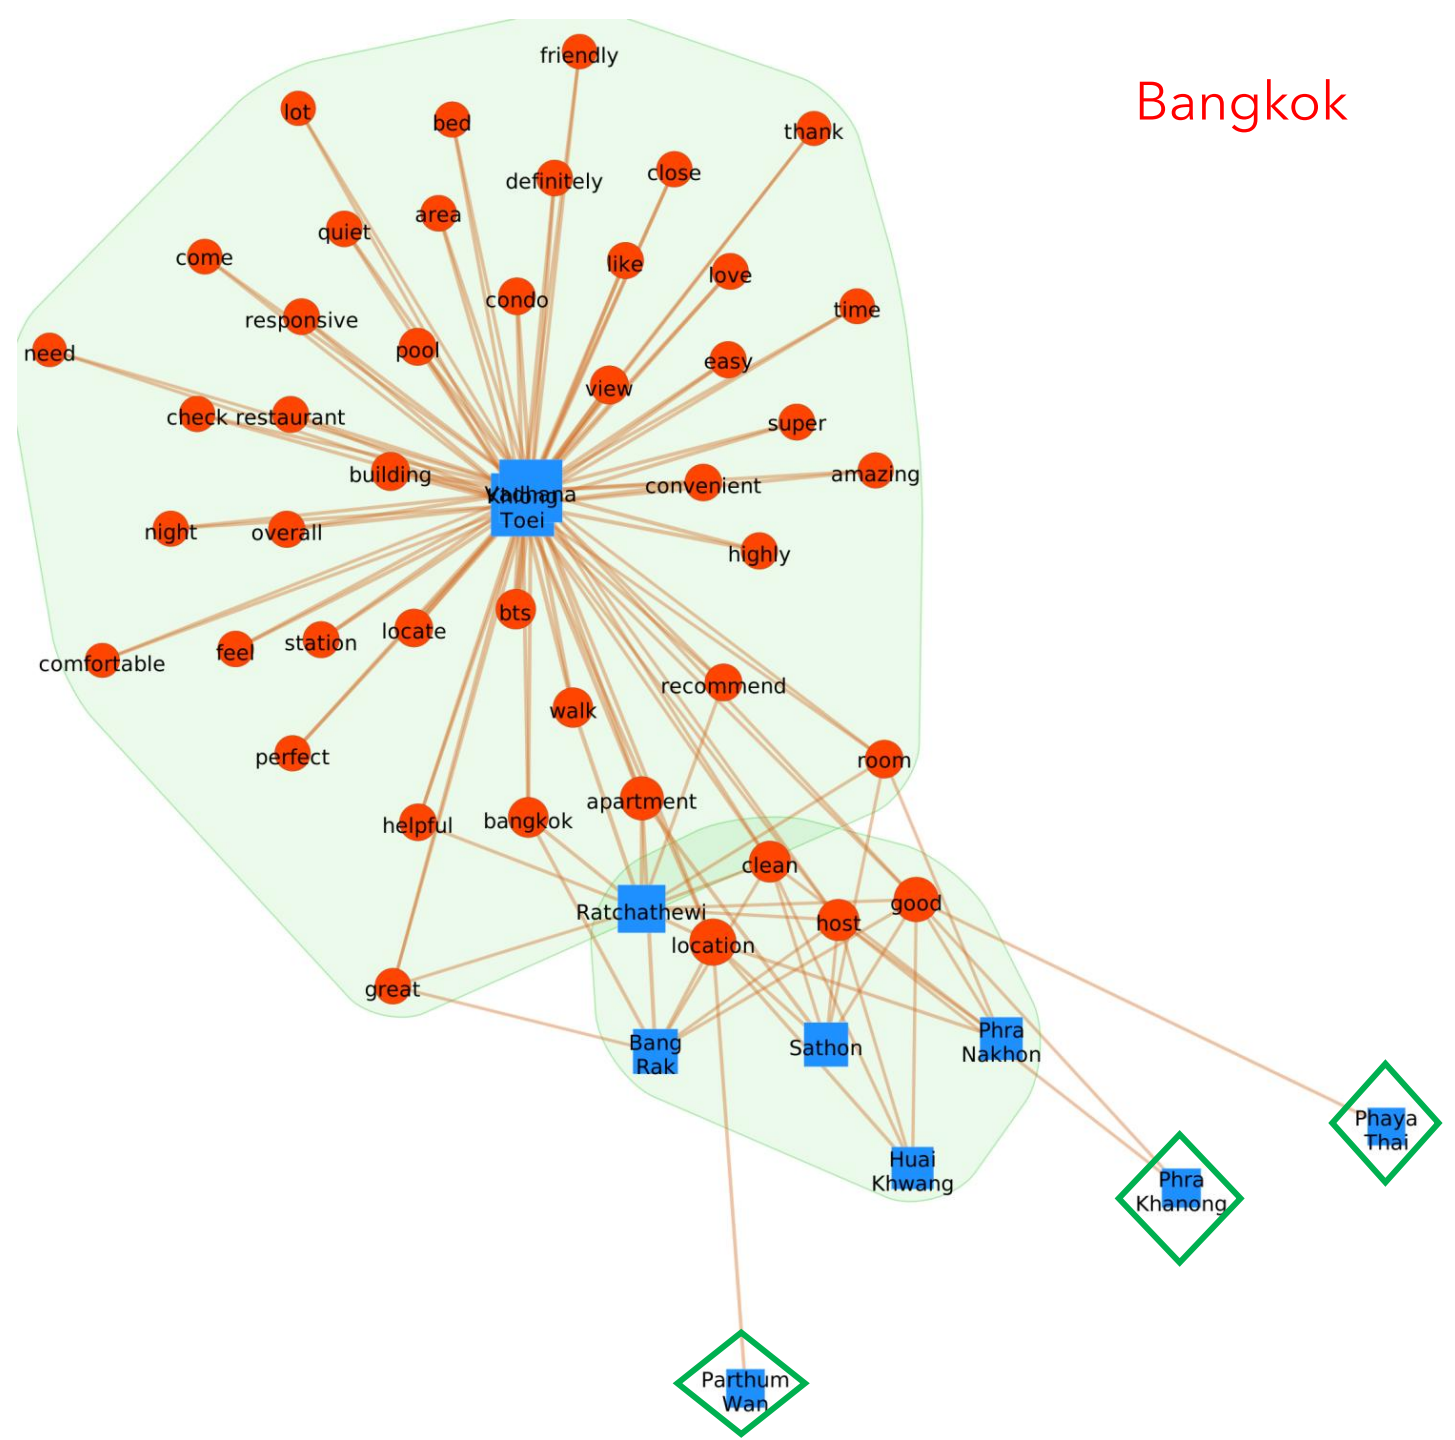 friendly
Bangkok
lot
bed
thank
close
definitely
area
quiet
come
like
love
condo
time
responsive
need
pool
easy
view
check
restaurant
super
building
amazing
convenient
Vadhana
Khlong
Toei
night
overall
highly
bts
locate
station
feel
comfortable
recommend
walk
perfect
room
apartment
bangkok
helpful
clean
good
Ratchathewi
host
location
great
Phra
Nakhon
Bang
Rak
Sathon
Phaya
Thai
Huai
Khwang
Phra
Khanong
Parthum
Wan